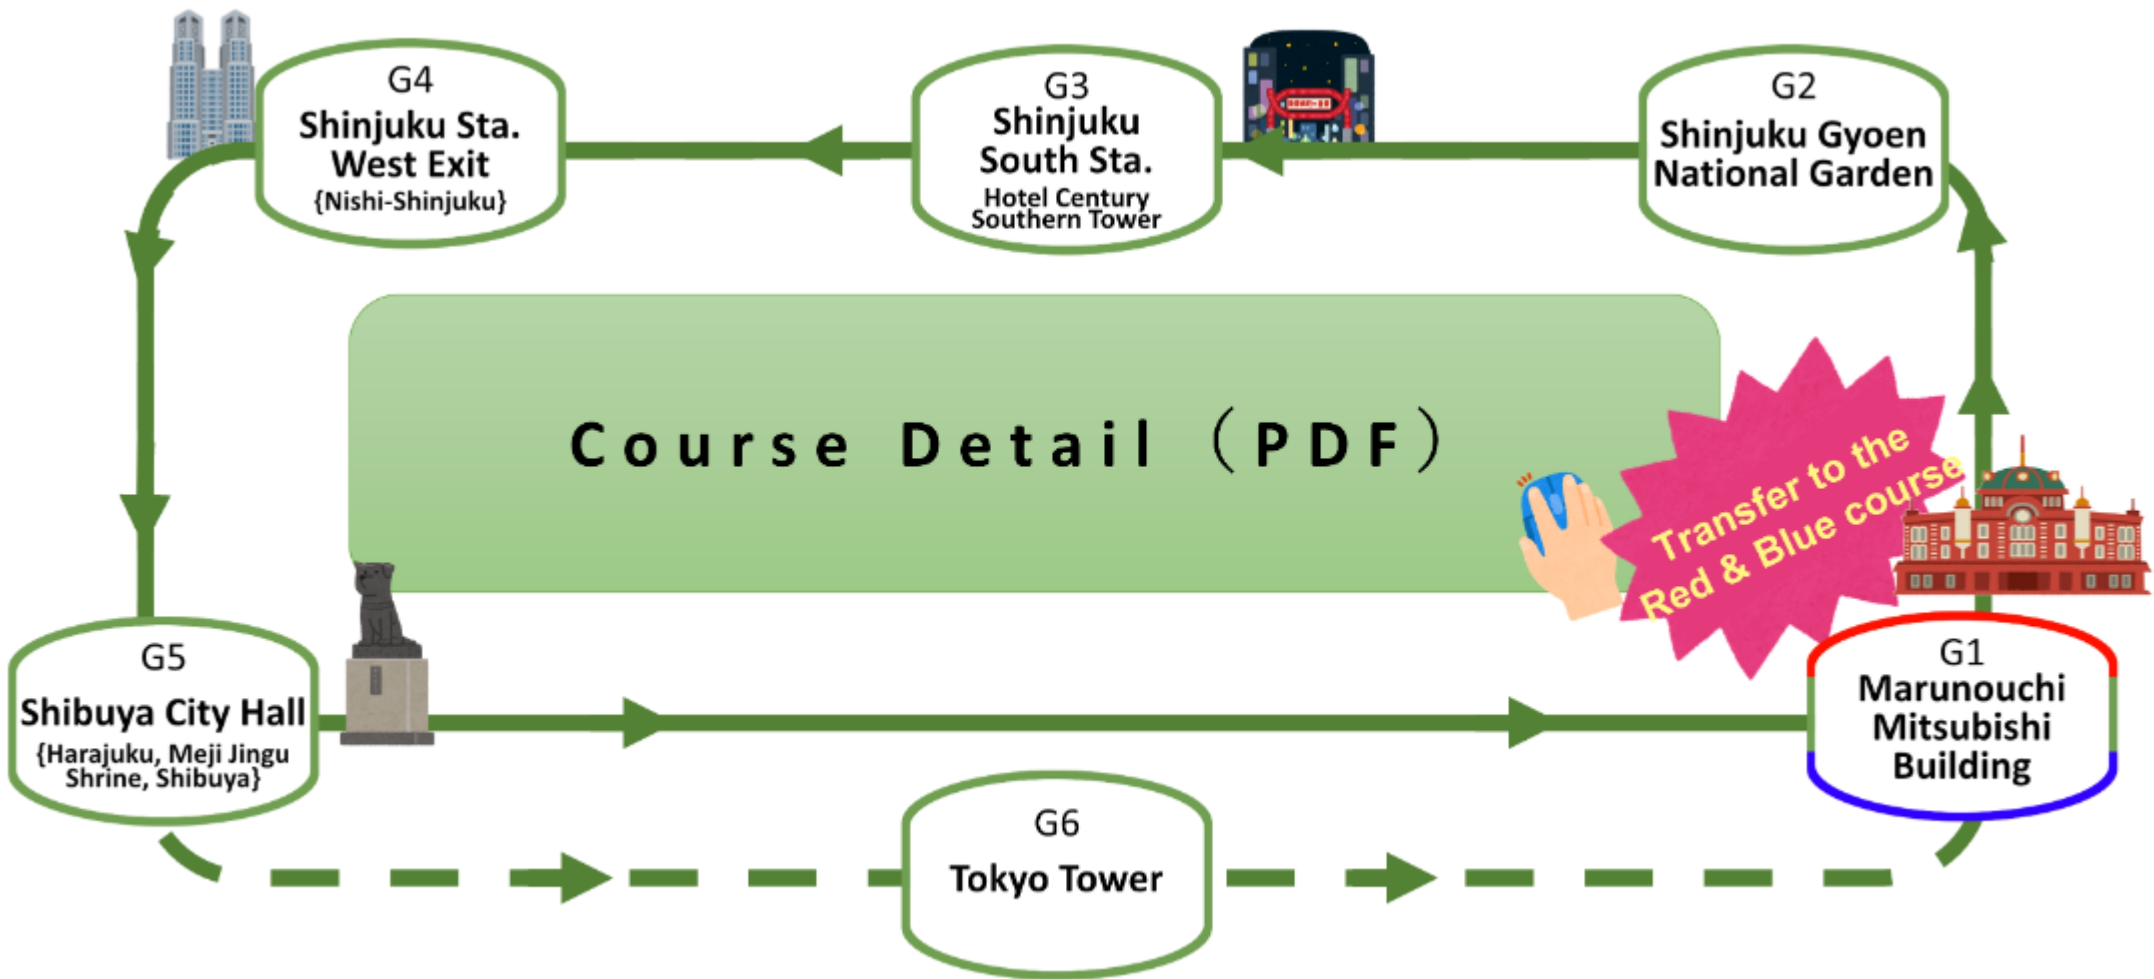 G4
Shinjuku Sta.
West Exit
{Nishi-Shinjuku}
G3
Shinjuku
South Sta.
Hotel Century
Southern Tower
G2
Shinjuku Gyoen
National Garden
Course Detail（PDF）
Transfer to the
Red & Blue course
G5
Shibuya City Hall
{Harajuku, Meji Jingu
Shrine, Shibuya}
G1
Marunouchi
Mitsubishi
Building
G6
Tokyo Tower